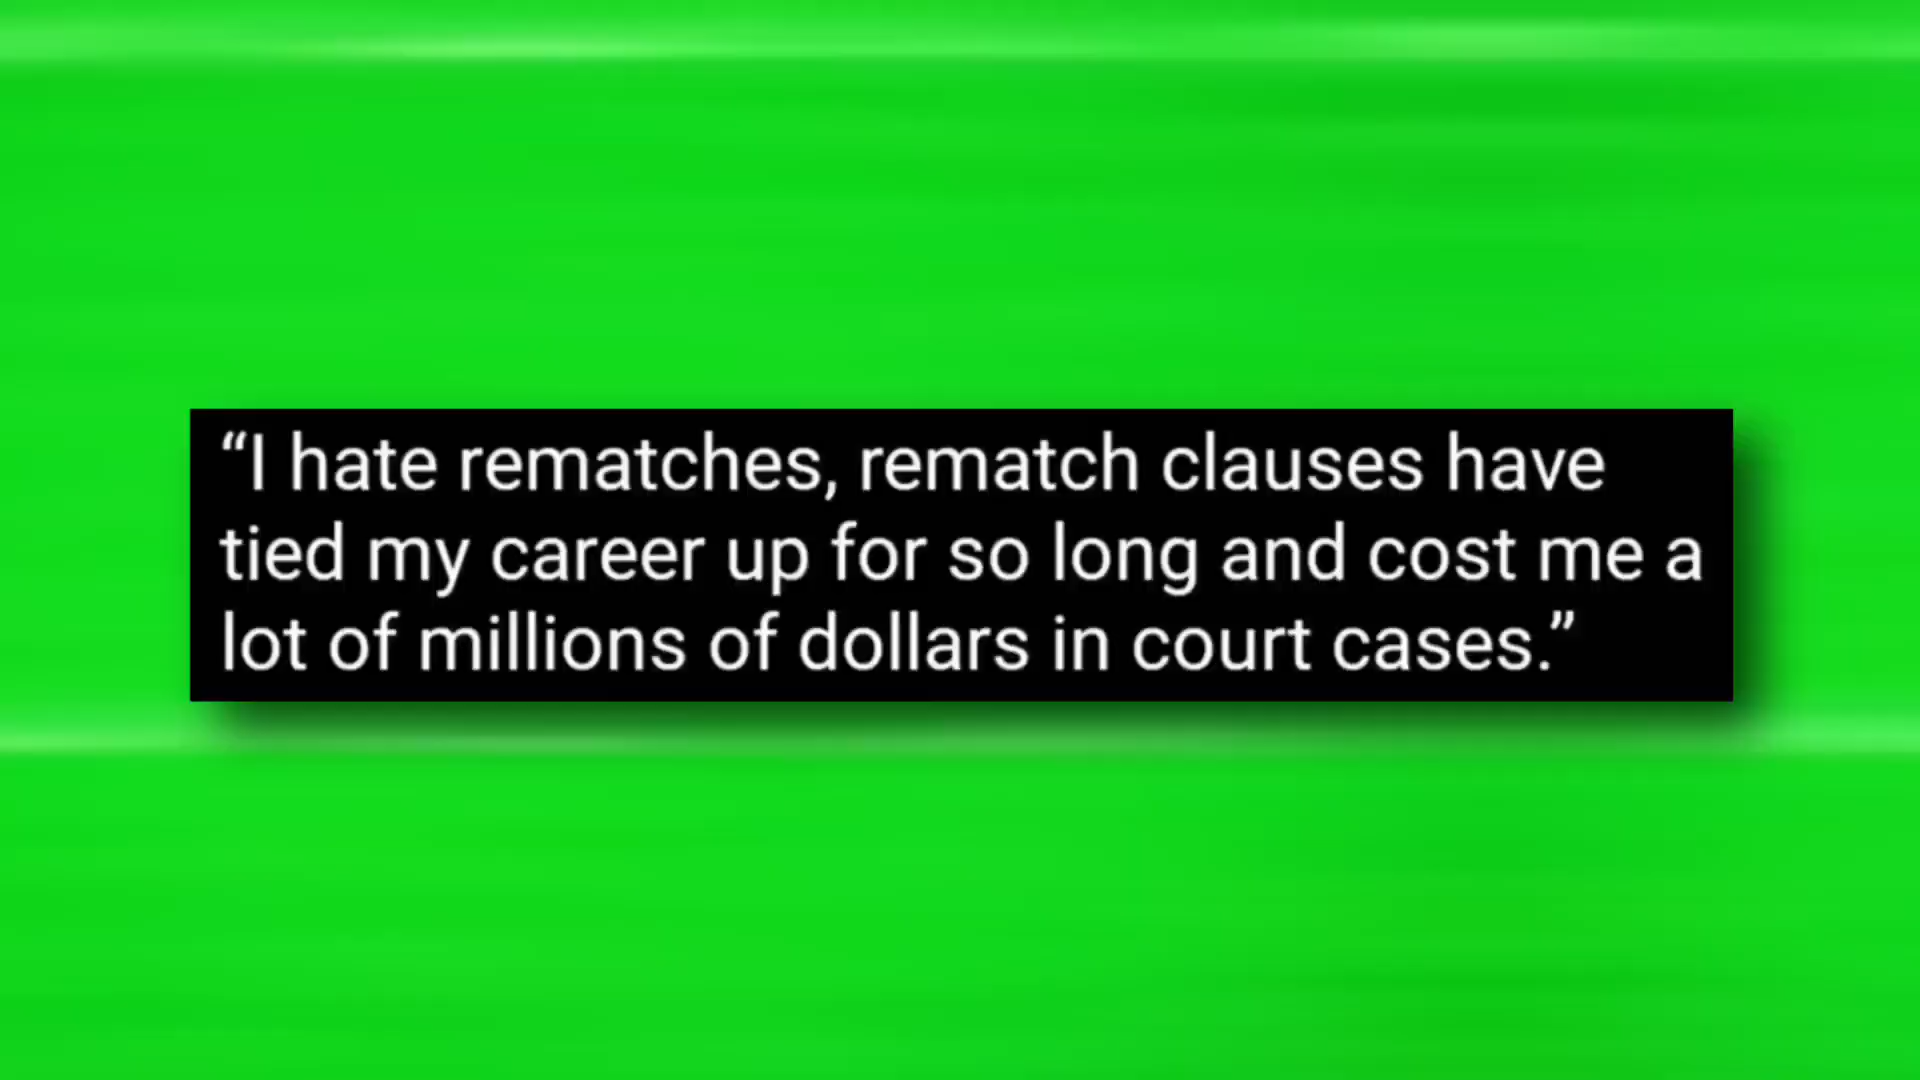 “I hate rematches, rematch clauses have
tied my career up for so long and cost me a
lot of millions of dollars in court cases.”